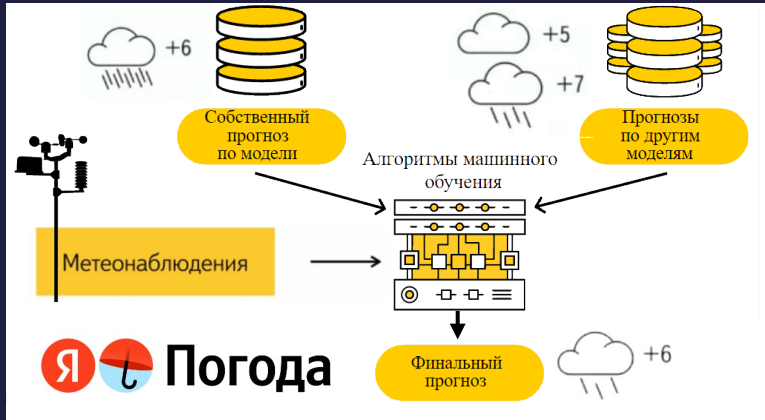 +6
+5
+7
Собственный
прогноз
по модели
Прогнозы
по другим
моделям
Алгоритмы машинного
обучения
Метеонаблюдения
Я Погода
Финальный
прогноз
+6